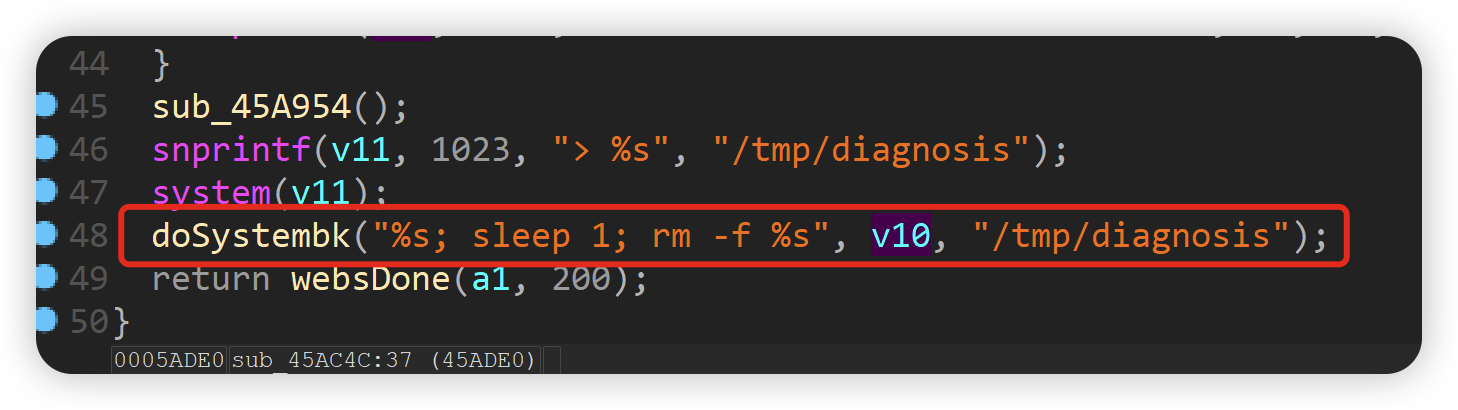 44 }
45 sub_45A954();
46 snprintf(v11, 1023, "> %s", "/tmp/diagnosis");
47 system(v11);
48 doSystembk("%s; sleep 1; rm -f %s", v10, "/tmp/diagnosis");
49 return websDone(a1, 200);
50 }
0005ADE0 sub_45AC4C:37 (45ADE0)